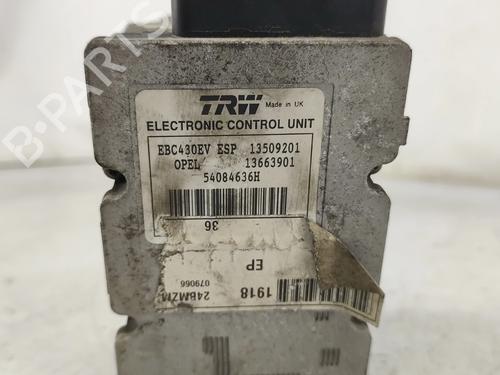 TRW Made in UK
ELECTRONIC CONTROL UNIT
EBC430EV ESP 13509201
OPEL 13663901
54084636H
36
EP
1918
24BMZM
079066
B-PARTS